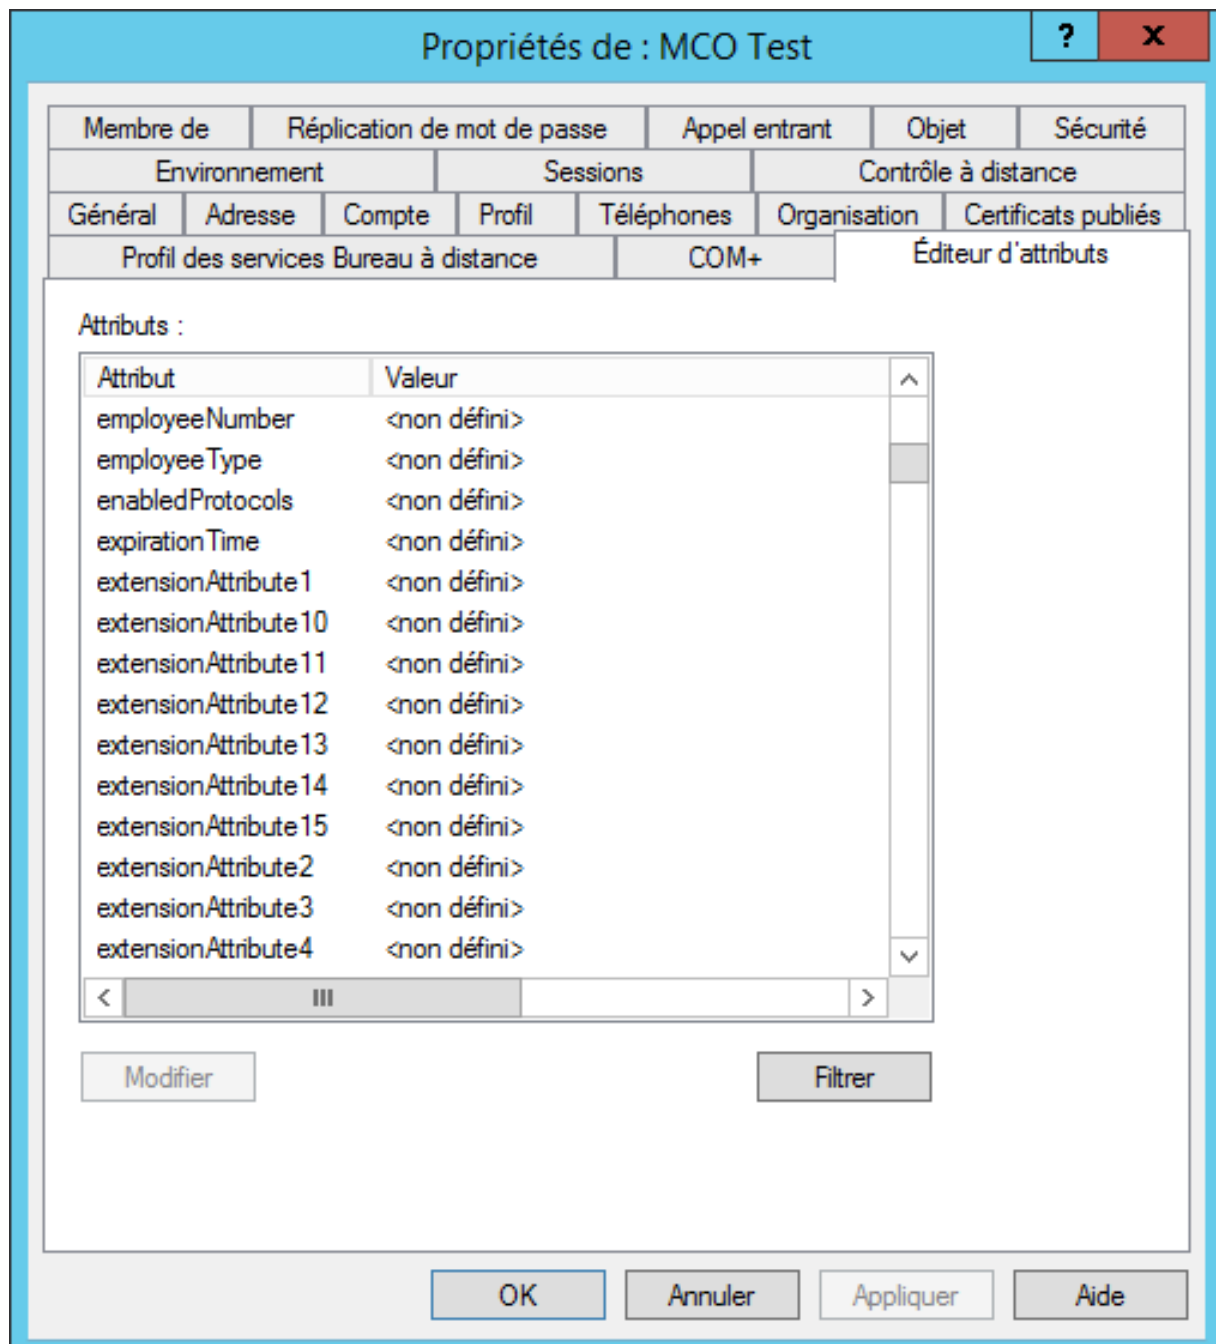 Propriétés de : MCO Test
?
x
Membre de Réplication de mot de passe Appel entrant Objet Sécurité
Environnement Sessions Contrôle à distance
Général Adresse Compte Profil Téléphones Organisation Certificats publiés
Profil des services Bureau à distance COM+ Éditeur d'attributs
Attributs :
Attribut Valeur
employeeNumber <non défini>
employeeType <non défini>
enabledProtocols <non défini>
expirationTime <non défini>
extensionAttribute1 <non défini>
extensionAttribute10 <non défini>
extensionAttribute11 <non défini>
extensionAttribute12 <non défini>
extensionAttribute13 <non défini>
extensionAttribute14 <non défini>
extensionAttribute15 <non défini>
extensionAttribute2 <non défini>
extensionAttribute3 <non défini>
extensionAttribute4 <non défini>
Modifier Filtrer
OK Annuler Appliquer Aide